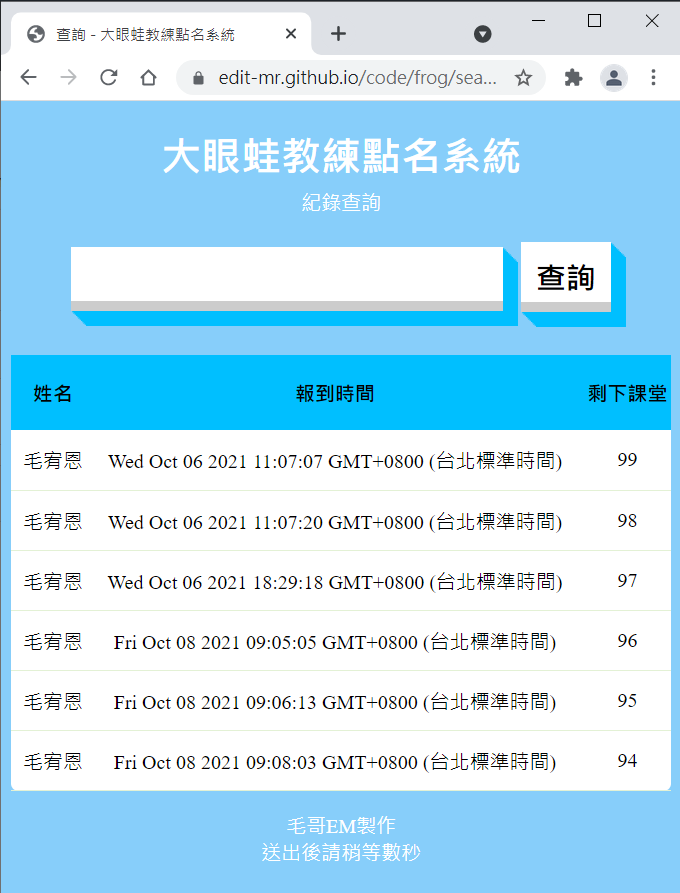 查詢 - 大眼蛙教練點名系統
edit-mr.github.io/code/frog/sea...
大眼蛙教練點名系統
紀錄查詢
查詢
姓名 報到時間 剩下課堂
毛宥恩 Wed Oct 06 2021 11:07:07 GMT+0800 (台北標準時間) 99
毛宥恩 Wed Oct 06 2021 11:07:20 GMT+0800 (台北標準時間) 98
毛宥恩 Wed Oct 06 2021 18:29:18 GMT+0800 (台北標準時間) 97
毛宥恩 Fri Oct 08 2021 09:05:05 GMT+0800 (台北標準時間) 96
毛宥恩 Fri Oct 08 2021 09:06:13 GMT+0800 (台北標準時間) 95
毛宥恩 Fri Oct 08 2021 09:08:03 GMT+0800 (台北標準時間) 94
毛哥EM製作
送出後請稍等數秒